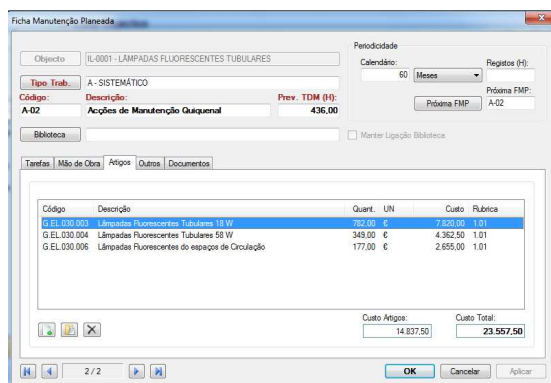 Ficha Manutenção Planeada
Objecto IL-0001 - LÂMPADAS FLUORESCENTES TUBULARES
Tipo Trab. A - SISTEMÁTICO
Código: Descrição: Prev. TDM (H):
A-02 Acções de Manutenção Quiquenal 436,00
Biblioteca
Periodicidade
Calendário: Registos (H):
60 Meses
Próxima FMP:
Próxima FMP A-02
Manter Ligação Biblioteca
Tarefas Mão de Obra Artigos Outros Documentos
Código Descrição Quant. UN Custo Rubrica
G.EL.030.003 Lâmpadas Fluorescentes Tubulares 18 W 782,00 € 7.820,00 1.01
G.EL.030.004 Lâmpadas Fluorescentes Tubulares 58 W 349,00 € 4.362,50 1.01
G.EL.030.006 Lâmpadas Fluorescentes do espaços de Circulação 177,00 € 2.655,00 1.01
Custo Artigos: Custo Total:
14.837,50 23.557,50
2 / 2 OK Cancelar Aplicar